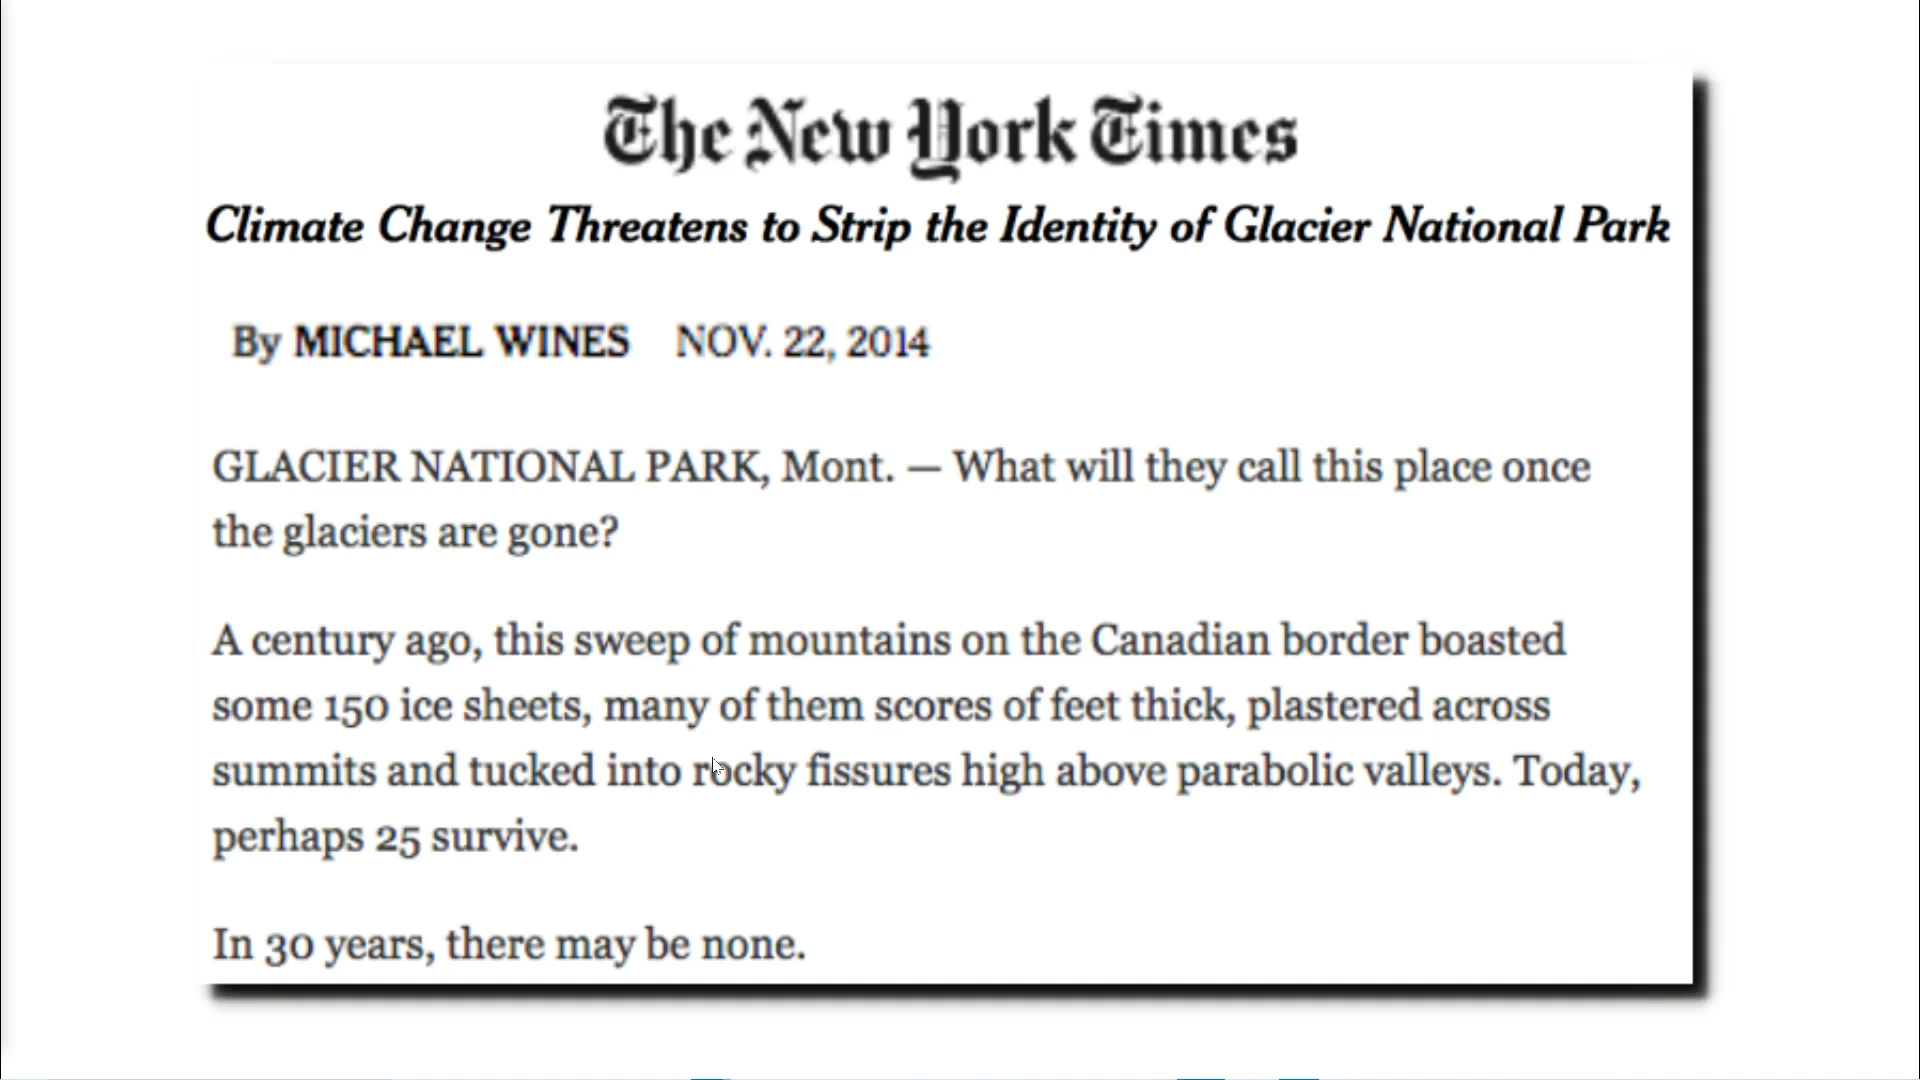 The New York Times
Climate Change Threatens to Strip the Identity of Glacier National Park
By MICHAEL WINES NOV. 22, 2014
GLACIER NATIONAL PARK, Mont. — What will they call this place once
the glaciers are gone?
A century ago, this sweep of mountains on the Canadian border boasted
some 150 ice sheets, many of them scores of feet thick, plastered across
summits and tucked into rocky fissures high above parabolic valleys. Today,
perhaps 25 survive.
In 30 years, there may be none.